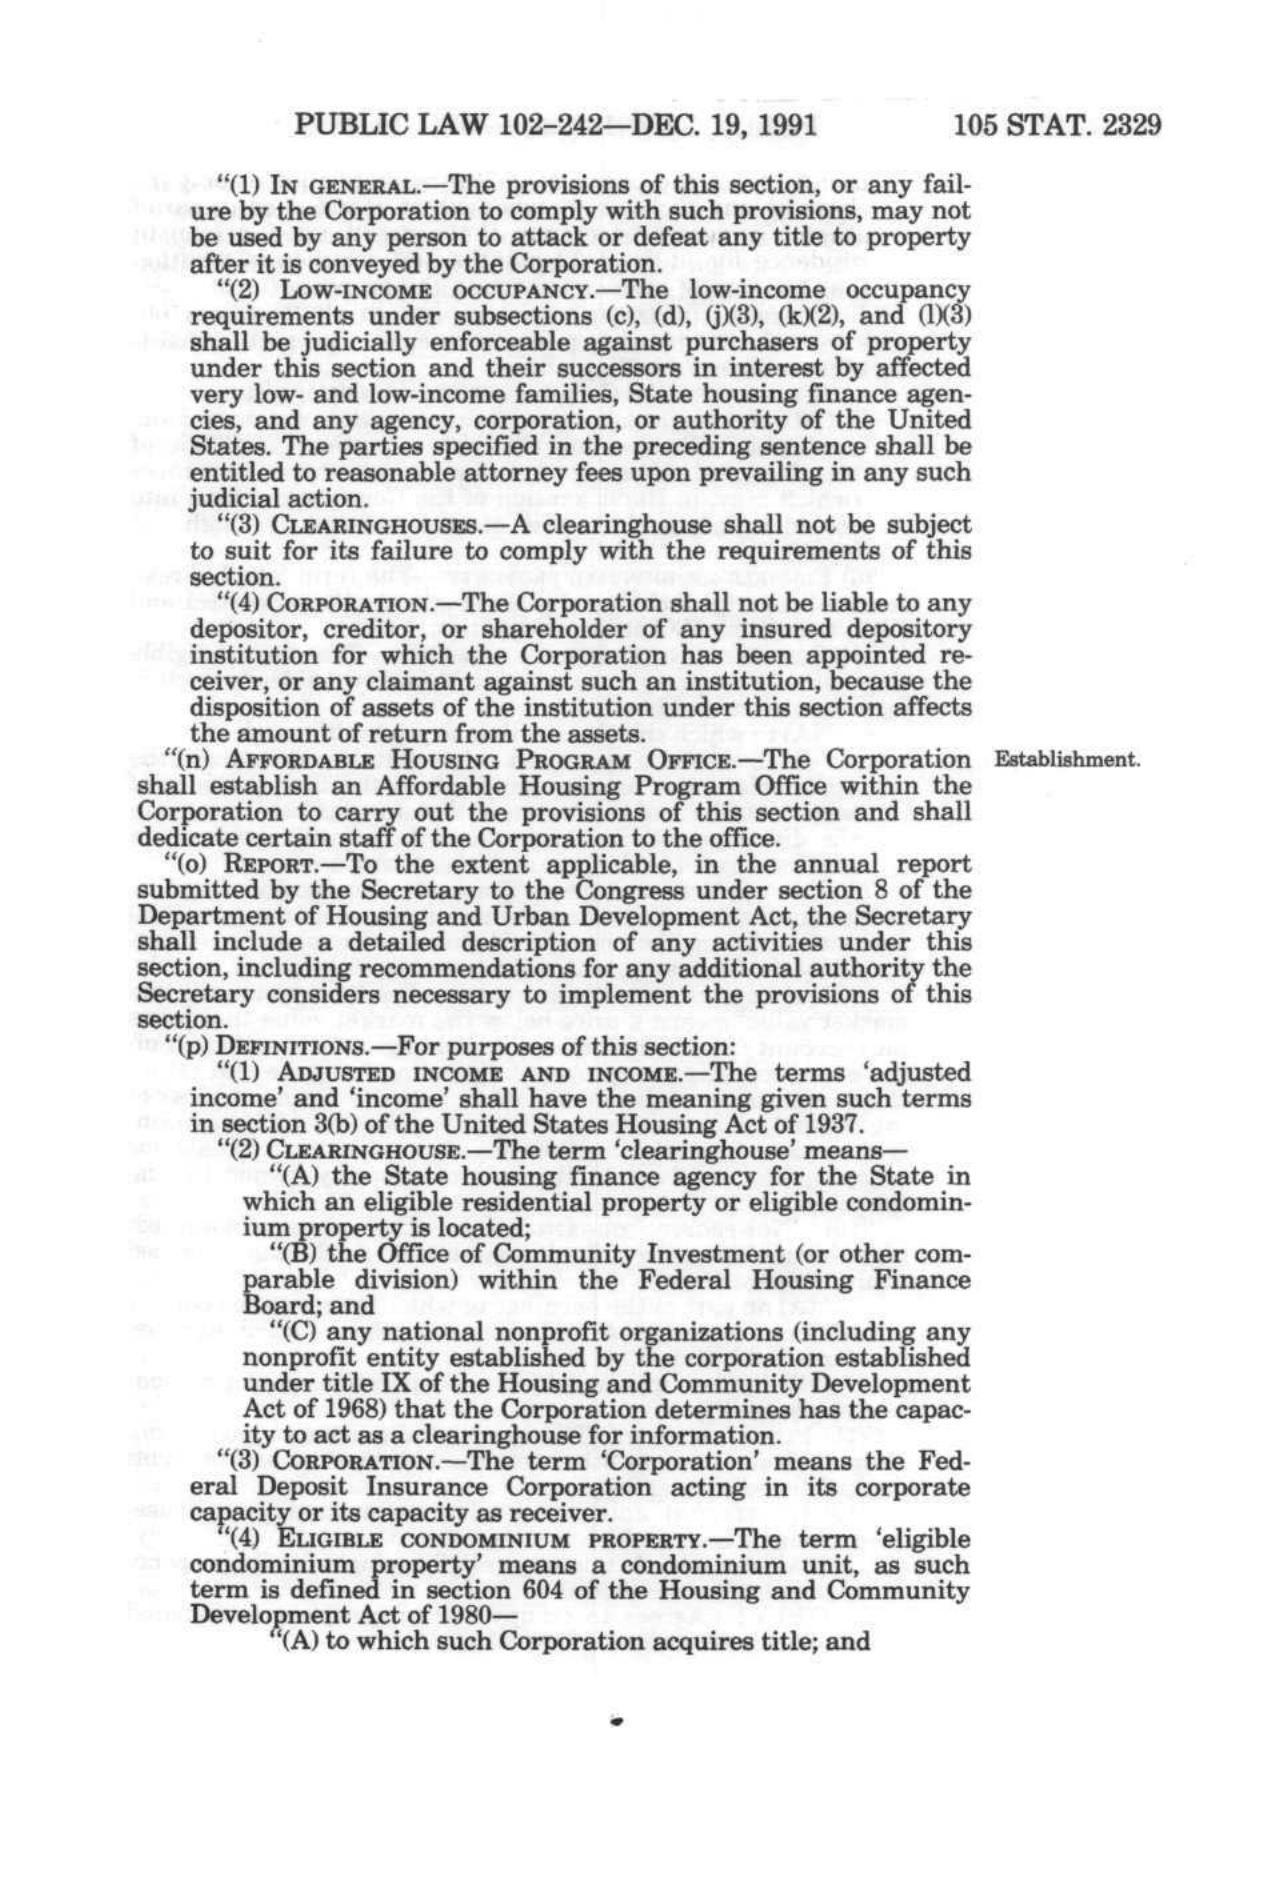 PUBLIC LAW 102-242—DEC. 19, 1991 105 STAT. 2329
“(1) IN GENERAL.—The provisions of this section, or any fail-
ure by the Corporation to comply with such provisions, may not
be used by any person to attack or defeat any title to property
after it is conveyed by the Corporation.
“(2) LOW-INCOME OCCUPANCY.—The low-income occupancy
requirements under subsections (c), (d), (j)(3), (k)(2), and (l)(3)
shall be judicially enforceable against purchasers of property
under this section and their successors in interest by affected
very low- and low-income families, State housing finance agen-
cies, and any agency, corporation, or authority of the United
States. The parties specified in the preceding sentence shall be
entitled to reasonable attorney fees upon prevailing in any such
judicial action.
“(3) CLEARINGHOUSES.—A clearinghouse shall not be subject
to suit for its failure to comply with the requirements of this
section.
“(4) CORPORATION.—The Corporation shall not be liable to any
depositor, creditor, or shareholder of any insured depository
institution for which the Corporation has been appointed re-
ceiver, or any claimant against such an institution, because the
disposition of assets of the institution under this section affects
the amount of return from the assets.
“(n) AFFORDABLE HOUSING PROGRAM OFFICE.—The Corporation Establishment.
shall establish an Affordable Housing Program Office within the
Corporation to carry out the provisions of this section and shall
dedicate certain staff of the Corporation to the office.
“(o) REPORT.—To the extent applicable, in the annual report
submitted by the Secretary to the Congress under section 8 of the
Department of Housing and Urban Development Act, the Secretary
shall include a detailed description of any activities under this
section, including recommendations for any additional authority the
Secretary considers necessary to implement the provisions of this
section.
“(p) DEFINITIONS.—For purposes of this section:
“(1) ADJUSTED INCOME AND INCOME.—The terms ‘adjusted
income’ and ‘income’ shall have the meaning given such terms
in section 3(b) of the United States Housing Act of 1937.
“(2) CLEARINGHOUSE.—The term ‘clearinghouse’ means—
“(A) the State housing finance agency for the State in
which an eligible residential property or eligible condomin-
ium property is located;
“(B) the Office of Community Investment (or other com-
parable division) within the Federal Housing Finance
Board; and
“(C) any national nonprofit organizations (including any
nonprofit entity established by the corporation established
under title IX of the Housing and Community Development
Act of 1968) that the Corporation determines has the capac-
ity to act as a clearinghouse for information.
“(3) CORPORATION.—The term ‘Corporation’ means the Fed-
eral Deposit Insurance Corporation acting in its corporate
capacity or its capacity as receiver.
“(4) ELIGIBLE CONDOMINIUM PROPERTY.—The term ‘eligible
condominium property’ means a condominium unit, as such
term is defined in section 604 of the Housing and Community
Development Act of 1980—
“(A) to which such Corporation acquires title; and